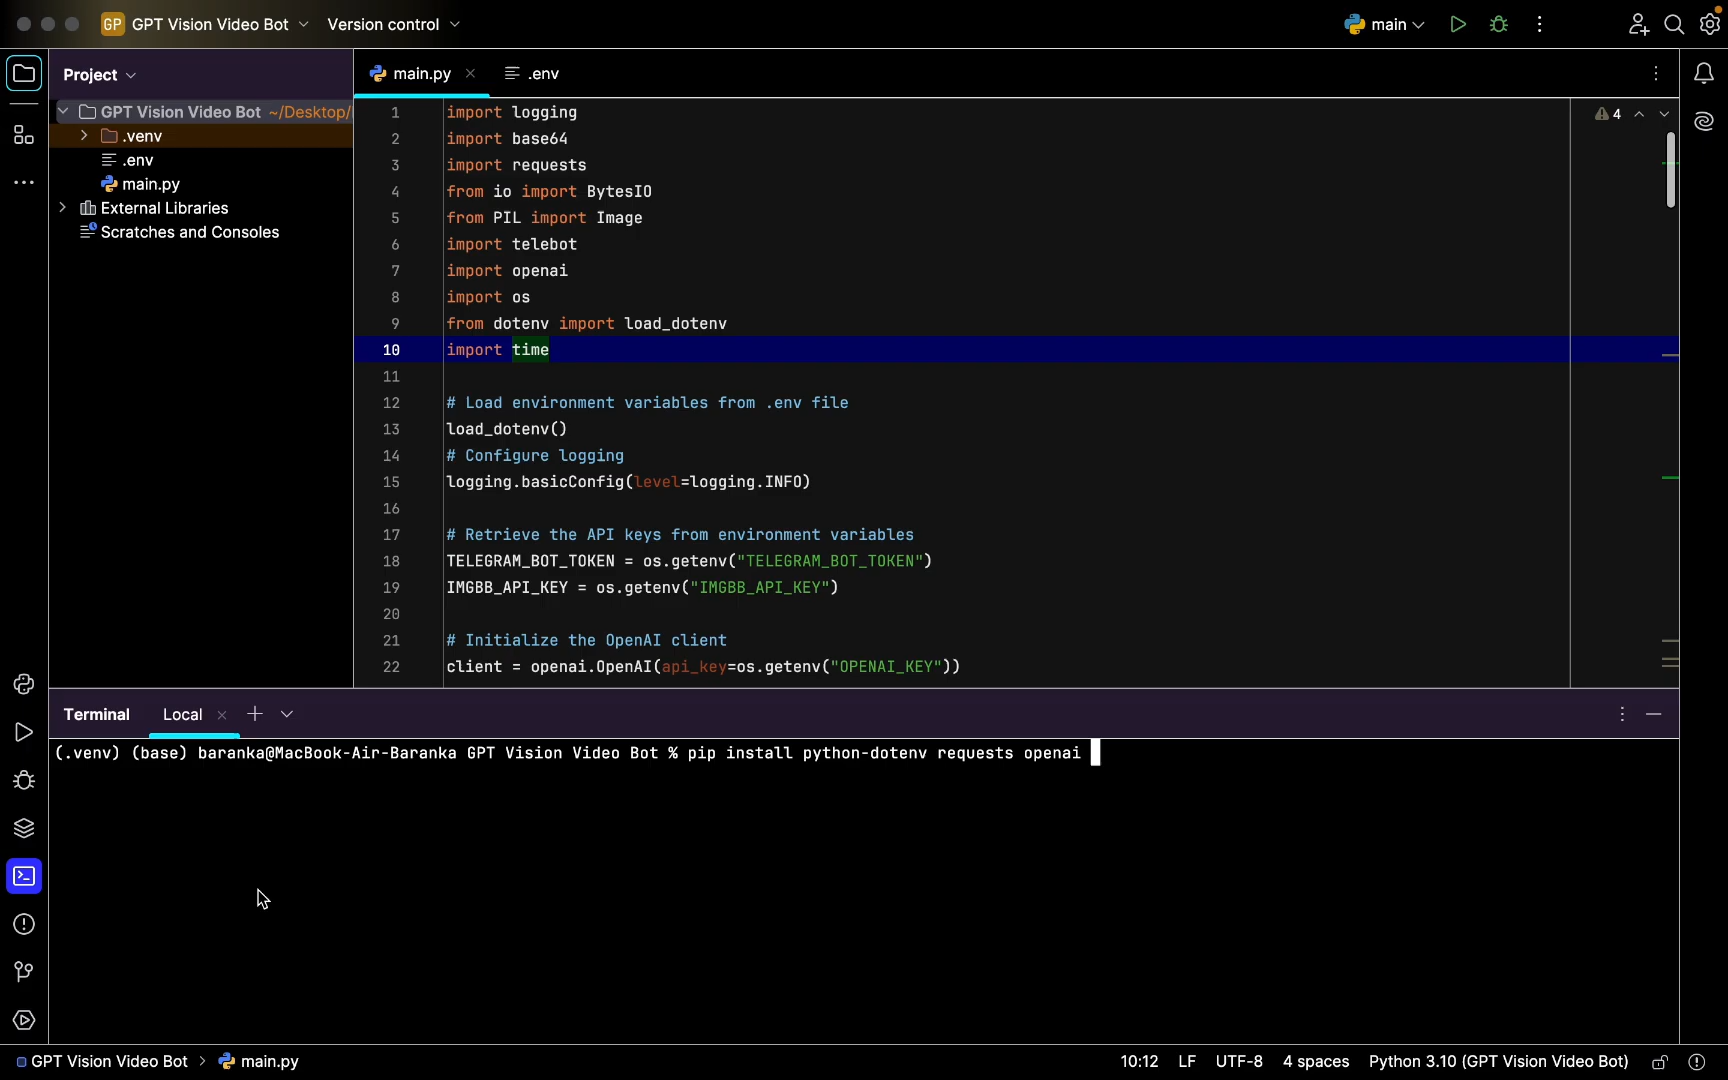 GP GPT Vision Video Bot Version control main
Project
main.py .env
GPT Vision Video Bot ~/Desktop/
.venv
.env
main.py
External Libraries
Scratches and Consoles
4
1 import logging
2 import base64
3 import requests
4 from io import BytesIO
5 from PIL import Image
6 import telebot
7 import openai
8 import os
9 from dotenv import load_dotenv
10 import time
11
12 # Load environment variables from .env file
13 load_dotenv()
14 # Configure logging
15 logging.basicConfig(level=logging.INFO)
16
17 # Retrieve the API keys from environment variables
18 TELEGRAM_BOT_TOKEN = os.getenv("TELEGRAM_BOT_TOKEN")
19 IMGBB_API_KEY = os.getenv("IMGBB_API_KEY")
20
21 # Initialize the OpenAI client
22 client = openai.OpenAI(api_key=os.getenv("OPENAI_KEY"))
Terminal Local
(.venv) (base) baranka@MacBook-Air-Baranka GPT Vision Video Bot % pip install python-dotenv requests openai
GPT Vision Video Bot > main.py 10:12 LF UTF-8 4 spaces Python 3.10 (GPT Vision Video Bot)